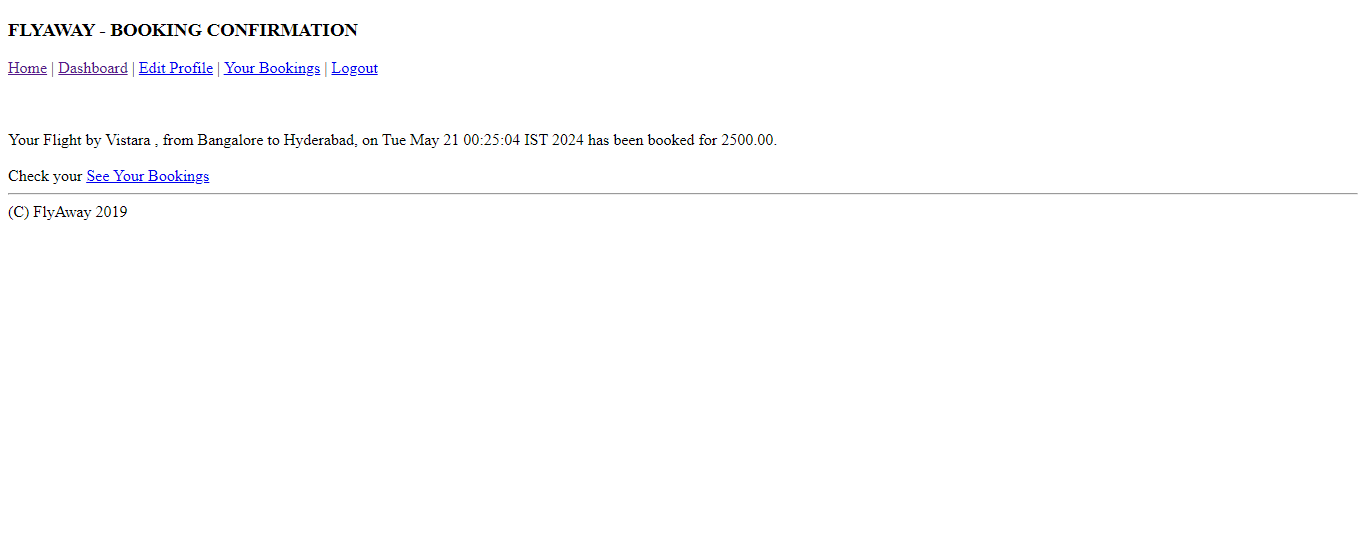 FLYAWAY - BOOKING CONFIRMATION
Home | Dashboard | Edit Profile | Your Bookings | Logout
Your Flight by Vistara , from Bangalore to Hyderabad, on Tue May 21 00:25:04 IST 2024 has been booked for 2500.00.
Check your See Your Bookings
(C) FlyAway 2019